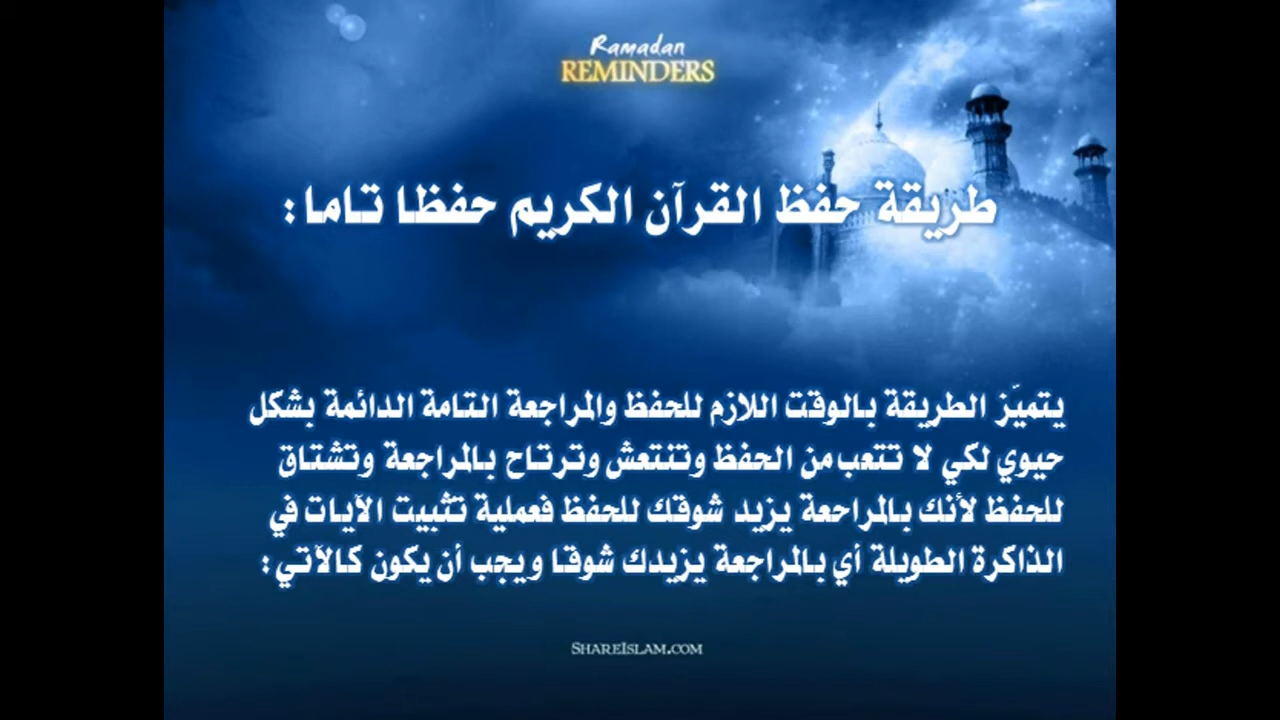 Ramadan
REMINDERS
طريقة حفظ القرآن الكريم حفظا تاما :
يتميّز الطريقة بالوقت اللازم للحفظ والمراجعة التامة الدائمة بشكل
حيوي لكي لا تتعب من الحفظ وتنتعش وترتاح بالمراجعة وتشتاق
للحفظ لأنك بالمراحعة يزيد شوقك للحفظ فعملية تثبيت الآيات في
الذاكرة الطويلة أي بالمراجعة يزيدك شوقا ويجب أن يكون كالآتي :
SHAREISLAM.COM